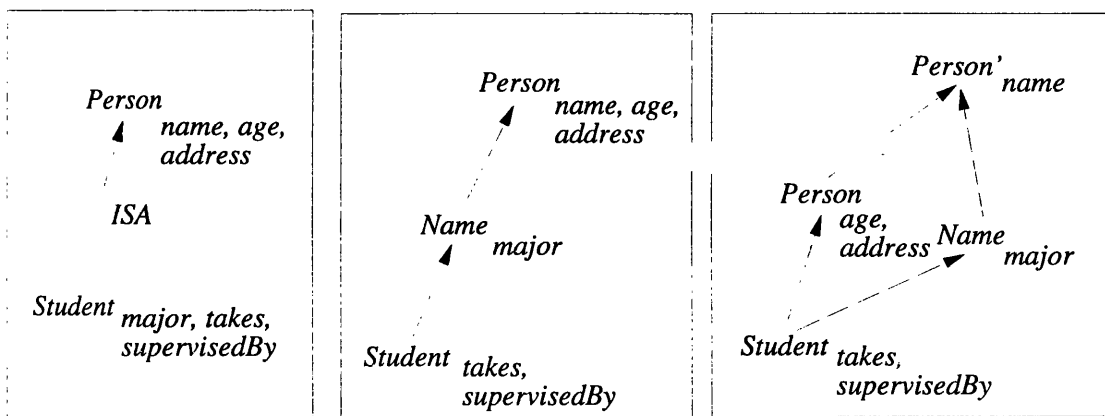 Person
name, age,
address
ISA
Student major, takes,
supervisedBy
Person
name, age,
address
Name major
Student takes,
supervisedBy
Person' name
Person
age,
address
Name major
Student takes,
supervisedBy